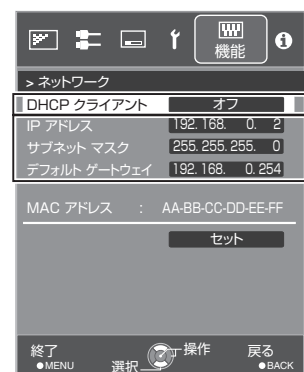 機能
> ネットワーク
DHCP クライアント オフ
IP アドレス 192. 168. 0. 2
サブネット マスク 255. 255. 255. 0
デフォルト ゲートウェイ 192. 168. 0. 254
MAC アドレス : AA-BB-CC-DD-EE-FF
セット
終了 操作 戻る
●MENU 選択 ●BACK